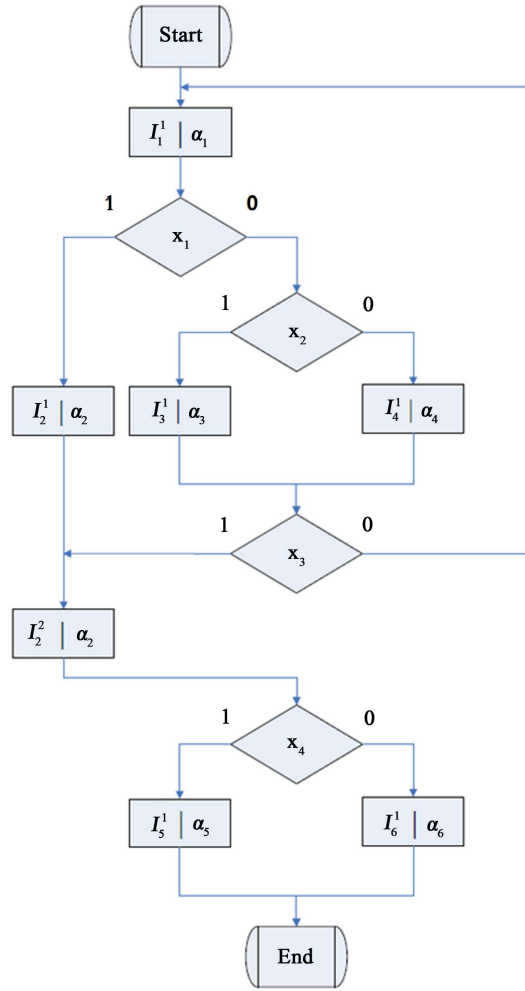 Start
I₁¹ | α₁
1 0
x₁
1 0
x₂
I₂¹ | α₂ I₃¹ | α₃ I₄¹ | α₄
1 0
x₃
I₂² | α₂
1 0
x₄
I₅¹ | α₅ I₆¹ | α₆
End